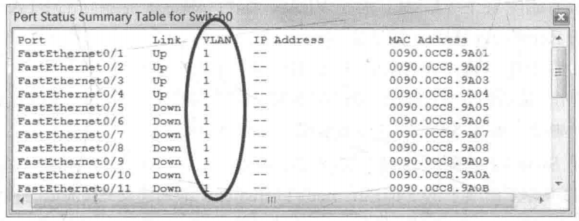 Port Status Summary Table for Switch0
Port Link VLAN IP Address MAC Address
FastEthernet0/1 Up 1 -- 0090.0CC8.9A01
FastEthernet0/2 Up 1 -- 0090.0CC8.9A02
FastEthernet0/3 Up 1 -- 0090.0CC8.9A03
FastEthernet0/4 Up 1 -- 0090.0CC8.9A04
FastEthernet0/5 Down 1 -- 0090.0CC8.9A05
FastEthernet0/6 Down 1 -- 0090.0CC8.9A06
FastEthernet0/7 Down 1 -- 0090.0CC8.9A07
FastEthernet0/8 Down 1 -- 0090.0CC8.9A08
FastEthernet0/9 Down 1 -- 0090.0CC8.9A09
FastEthernet0/10 Down 1 -- 0090.0CC8.9A0A
FastEthernet0/11 Down 1 -- 0090.0CC8.9A0B